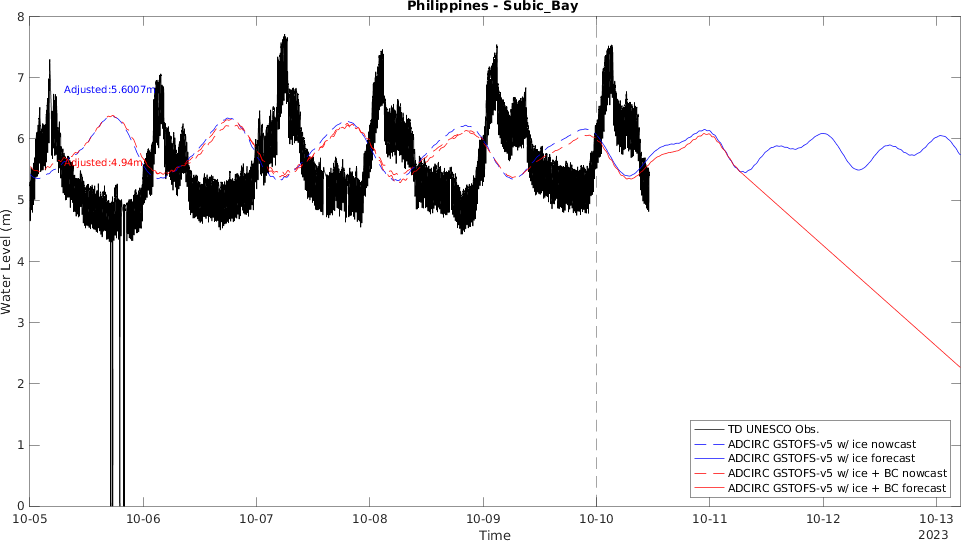 Philippines - Subic_Bay
8
7
6
5
4
3
2
1
0
Water Level (m)
Adjusted:5.6007m
Adjusted:4.94m
TD UNESCO Obs.
ADCIRC GSTOFS-v5 w/ ice nowcast
ADCIRC GSTOFS-v5 w/ ice forecast
ADCIRC GSTOFS-v5 w/ ice + BC nowcast
ADCIRC GSTOFS-v5 w/ ice + BC forecast
10-05 10-06 10-07 10-08 10-09 10-10 10-11 10-12 10-13
Time
2023